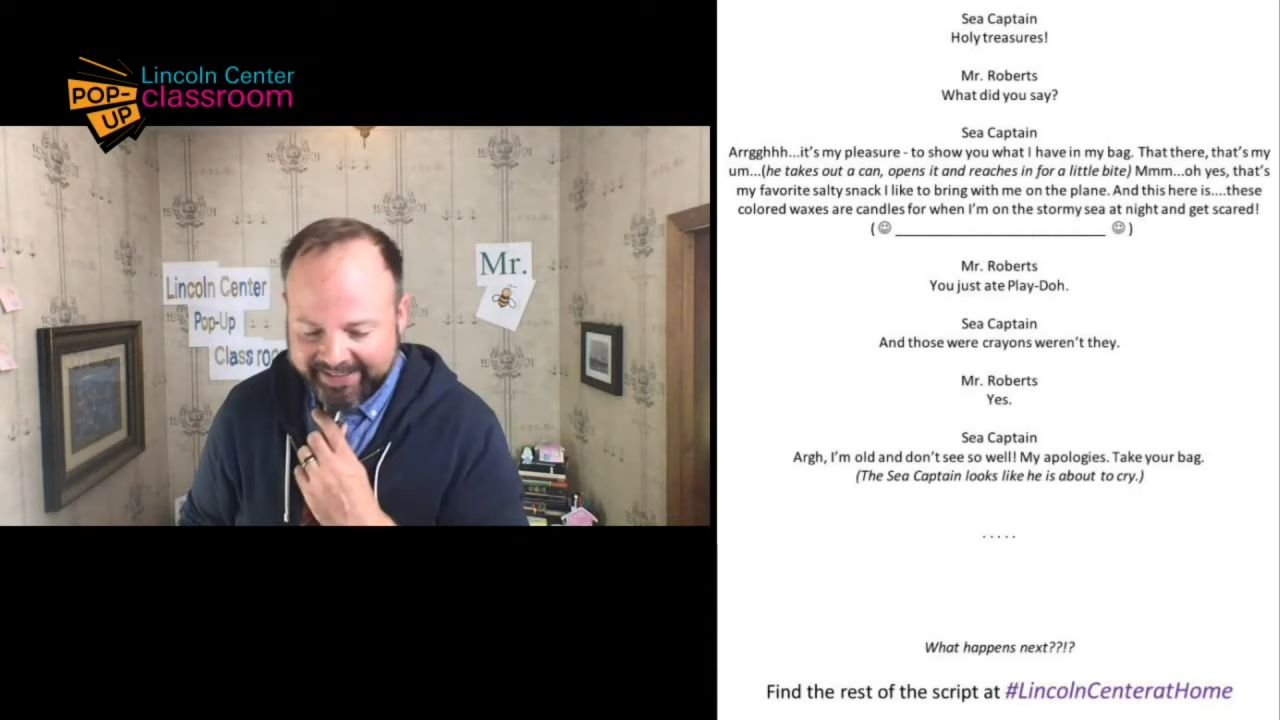 POP-
UP
Lincoln Center
classroom
Lincoln Center
Pop-Up
Mr.
Sea Captain
Holy treasures!
Mr. Roberts
What did you say?
Sea Captain
Arrgghhh...it's my pleasure - to show you what I have in my bag. That there, that's my
um...(he takes out a can, opens it and reaches in for a little bite) Mmm...oh yes, that's
my favorite salty snack I like to bring with me on the plane. And this here is....these
colored waxes are candles for when I'm on the stormy sea at night and get scared!
(☺ ______________________________ ☺)
Mr. Roberts
You just ate Play-Doh.
Sea Captain
And those were crayons weren't they.
Mr. Roberts
Yes.
Sea Captain
Argh, I'm old and don't see so well! My apologies. Take your bag.
(The Sea Captain looks like he is about to cry.)
. . . . .
What happens next??!?
Find the rest of the script at #LincolnCenteratHome